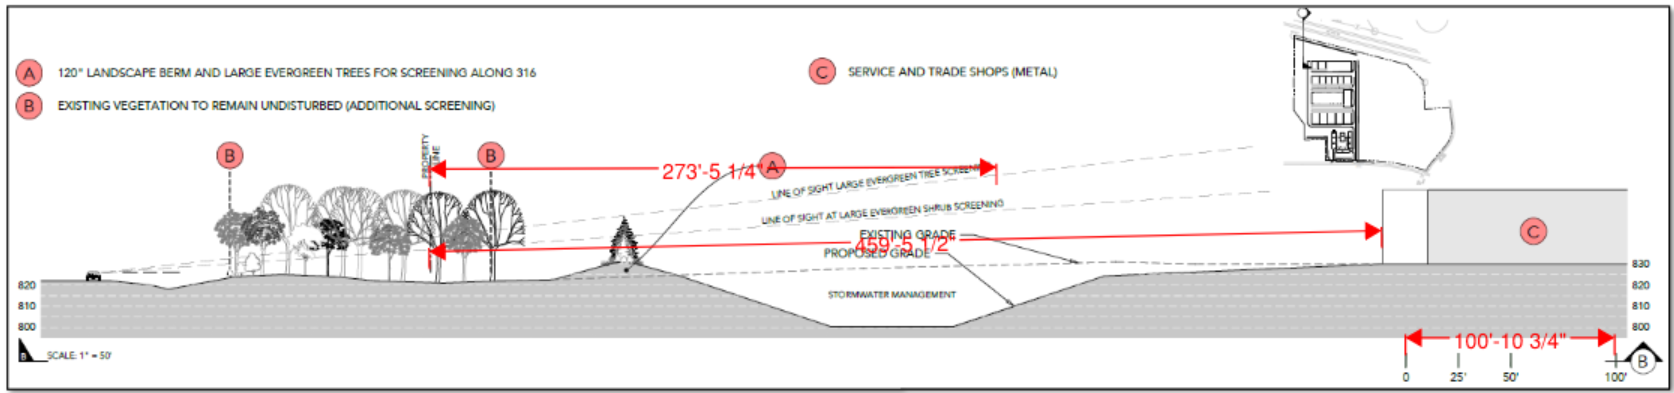 A 120" LANDSCAPE BERM AND LARGE EVERGREEN TREES FOR SCREENING ALONG 316
B EXISTING VEGETATION TO REMAIN UNDISTURBED (ADDITIONAL SCREENING)
C SERVICE AND TRADE SHOPS (METAL)
PROPERTY
LINE
B
B
273'-5 1/4"
A
LINE OF SIGHT LARGE EVERGREEN TREE SCREENING
LINE OF SIGHT AT LARGE EVERGREEN SHRUB SCREENING
EXISTING GRADE
459'-5 1/2"
PROPOSED GRADE
C
STORMWATER MANAGEMENT
820
810
800
830
820
810
800
B
SCALE: 1" = 50'
100'-10 3/4"
B
0 25' 50' 100'